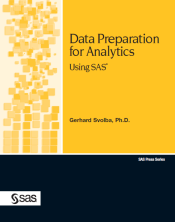 Data Preparation
for Analytics
Using SAS®
Gerhard Svolba, Ph.D.
SAS Press Series
sas